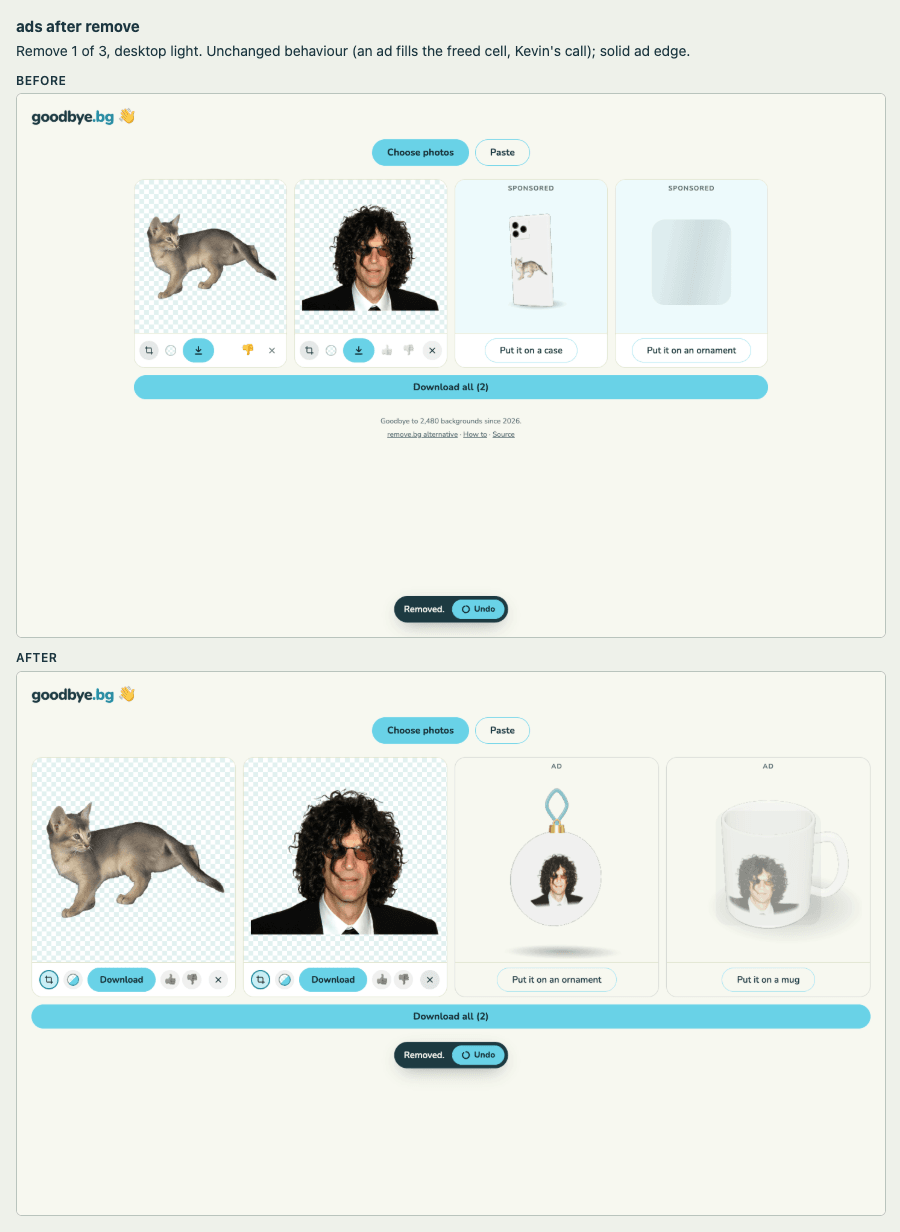 ads after remove
Remove 1 of 3, desktop light. Unchanged behaviour (an ad fills the freed cell, Kevin's call); solid ad edge.
BEFORE
goodbye.bg
Choose photos
Paste
SPONSORED
SPONSORED
Put it on a case
Put it on an ornament
Download all (2)
Goodbye to 2,480 backgrounds since 2026.
remove.bg alternative · How to · Source
Removed.
Undo
AFTER
goodbye.bg
Choose photos
Paste
AD
AD
Download
Download
Put it on an ornament
Put it on a mug
Download all (2)
Removed.
Undo